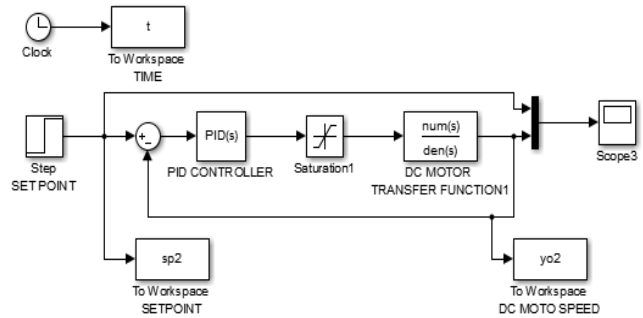 t
Clock
To Workspace
TIME
Step
SETPOINT
+
-
PID(s)
PID CONTROLLER
Saturation1
num(s)
den(s)
DC MOTOR
TRANSFER FUNCTION1
Scope3
sp2
To Workspace
SETPOINT
yo2
To Workspace
DC MOTO SPEED